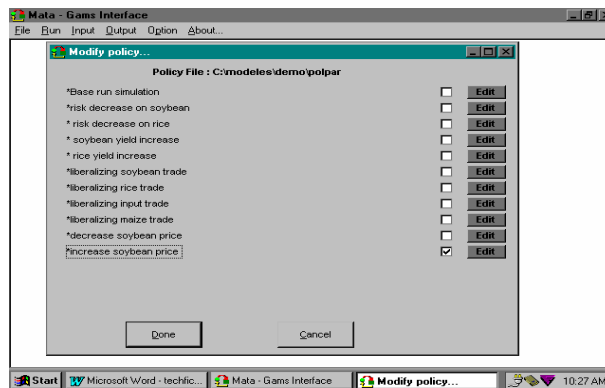 Mata - Gams Interface
File Run Input Output Option About...
Modify policy...
Policy File : C:\modeles\demo\polpar
*Base run simulation Edit
*risk decrease on soybean Edit
* risk decrease on rice Edit
* soybean yield increase Edit
* rice yield increase Edit
*liberalizing soybean trade Edit
*liberalizing rice trade Edit
*liberalizing input trade Edit
*liberalizing maize trade Edit
*decrease soybean price Edit
*increase soybean price Edit
Done Cancel
Start Microsoft Word - techfic... Mata - Gams Interface Modify policy... 10:27 AM